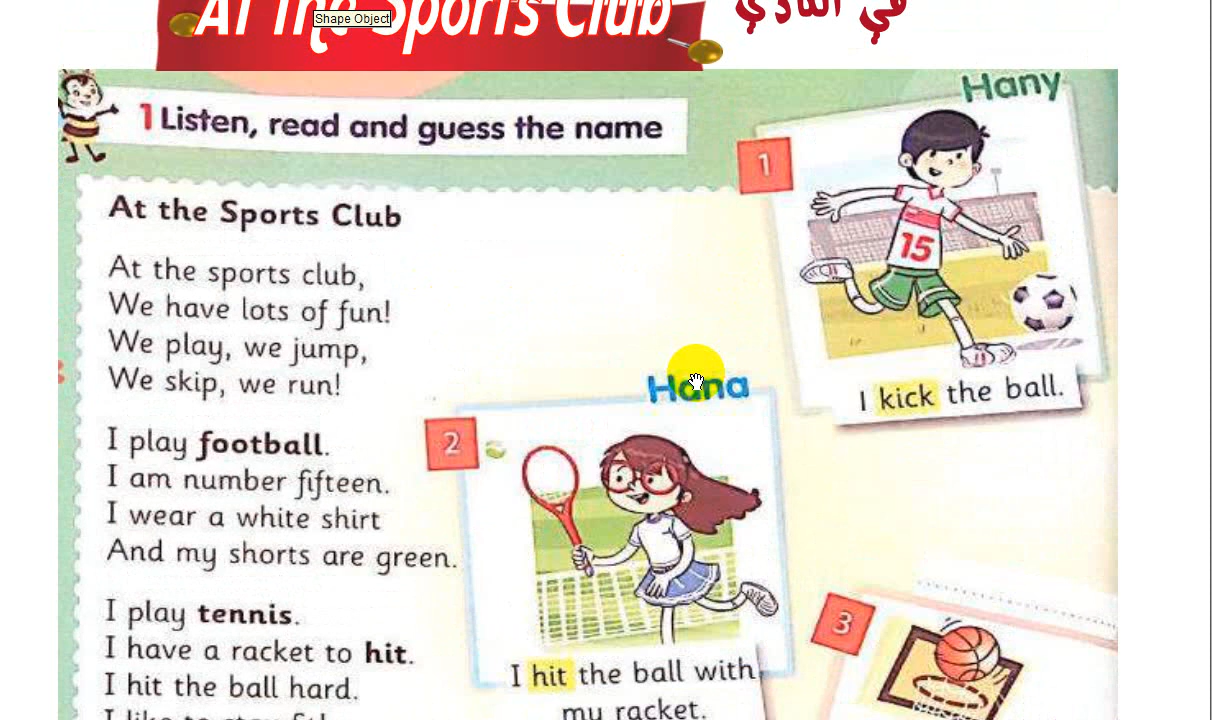 At the Sports Club
في النادي
Shape Object
Hany
1 Listen, read and guess the name
1
At the Sports Club
15
At the sports club,
We have lots of fun!
We play, we jump,
We skip, we run!
I kick the ball.
Hana
2
I play football.
I am number fifteen.
I wear a white shirt
And my shorts are green.
I play tennis.
I have a racket to hit.
I hit the ball hard.
3
I hit the ball with
my racket.